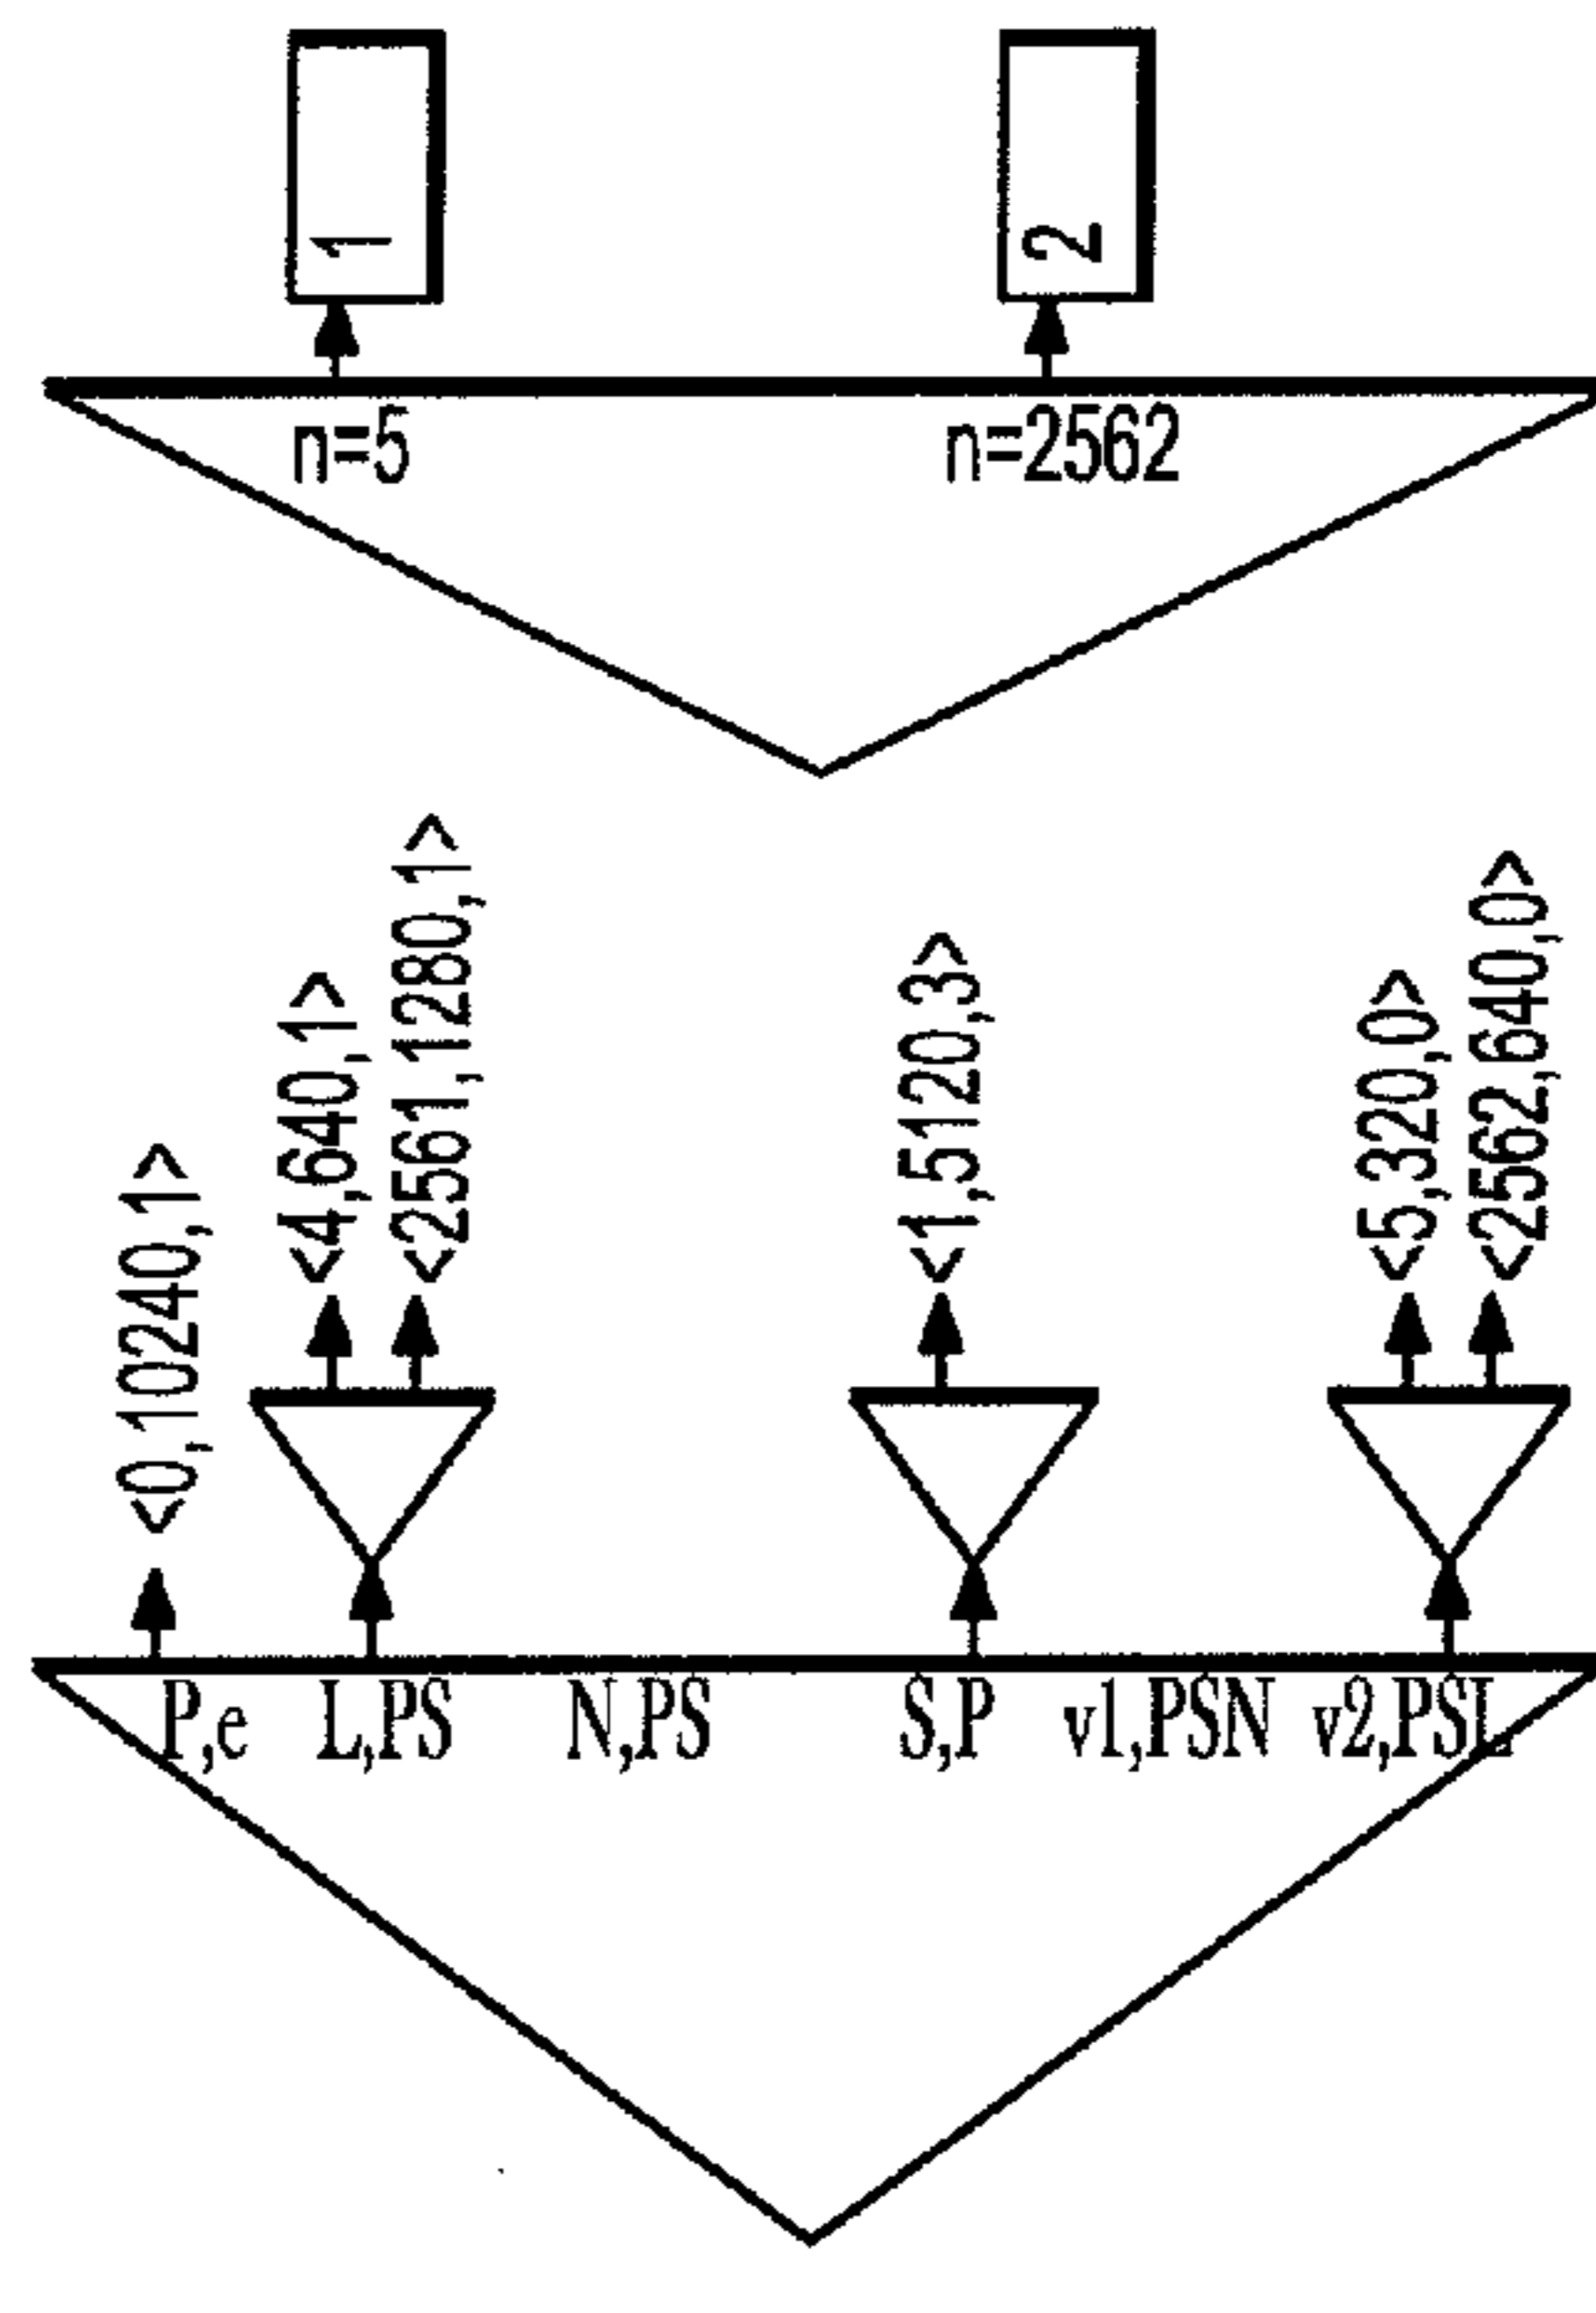 1
2
n=5
n=2562
<0,10240,1>
<4,640,1>
<2561,1280,1>
<1,5120,3>
<5,320,0>
<2562,640,0>
P,e
L,PS
N,PS
S,P
v1,PSN
v2,PSL